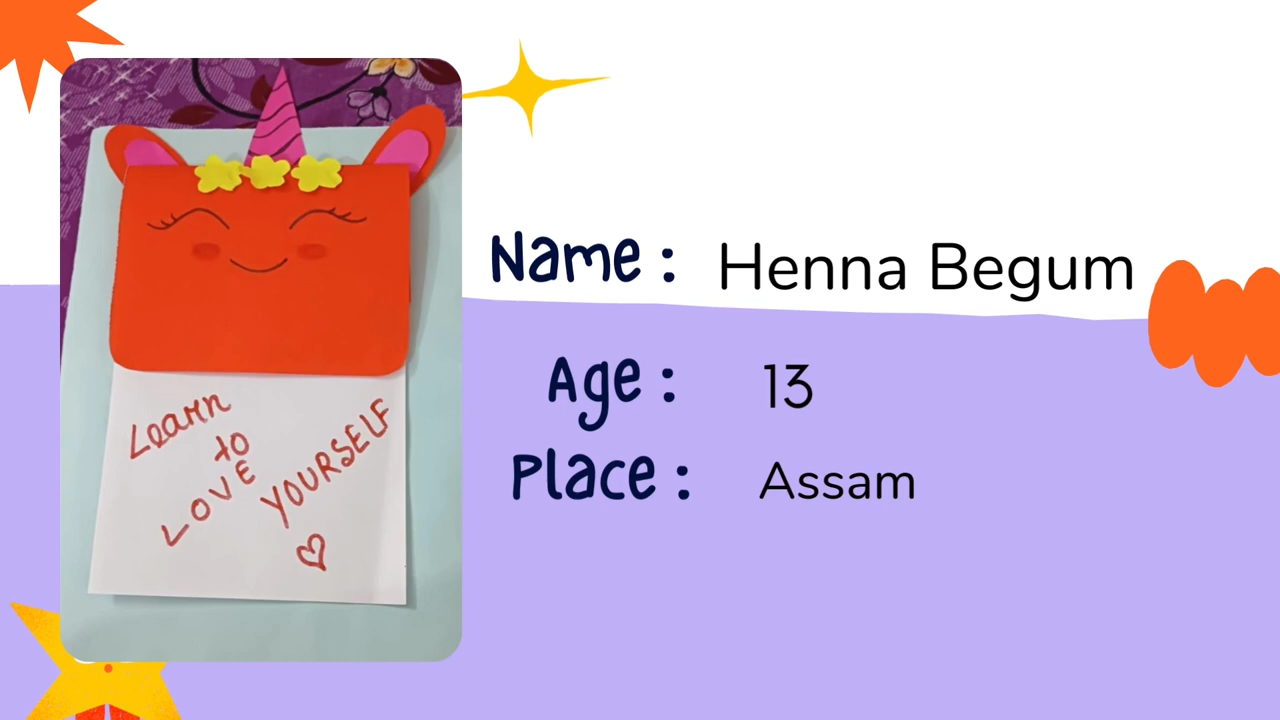 Learn
to
LOVE
YOURSELF
Name : Henna Begum
Age : 13
Place : Assam